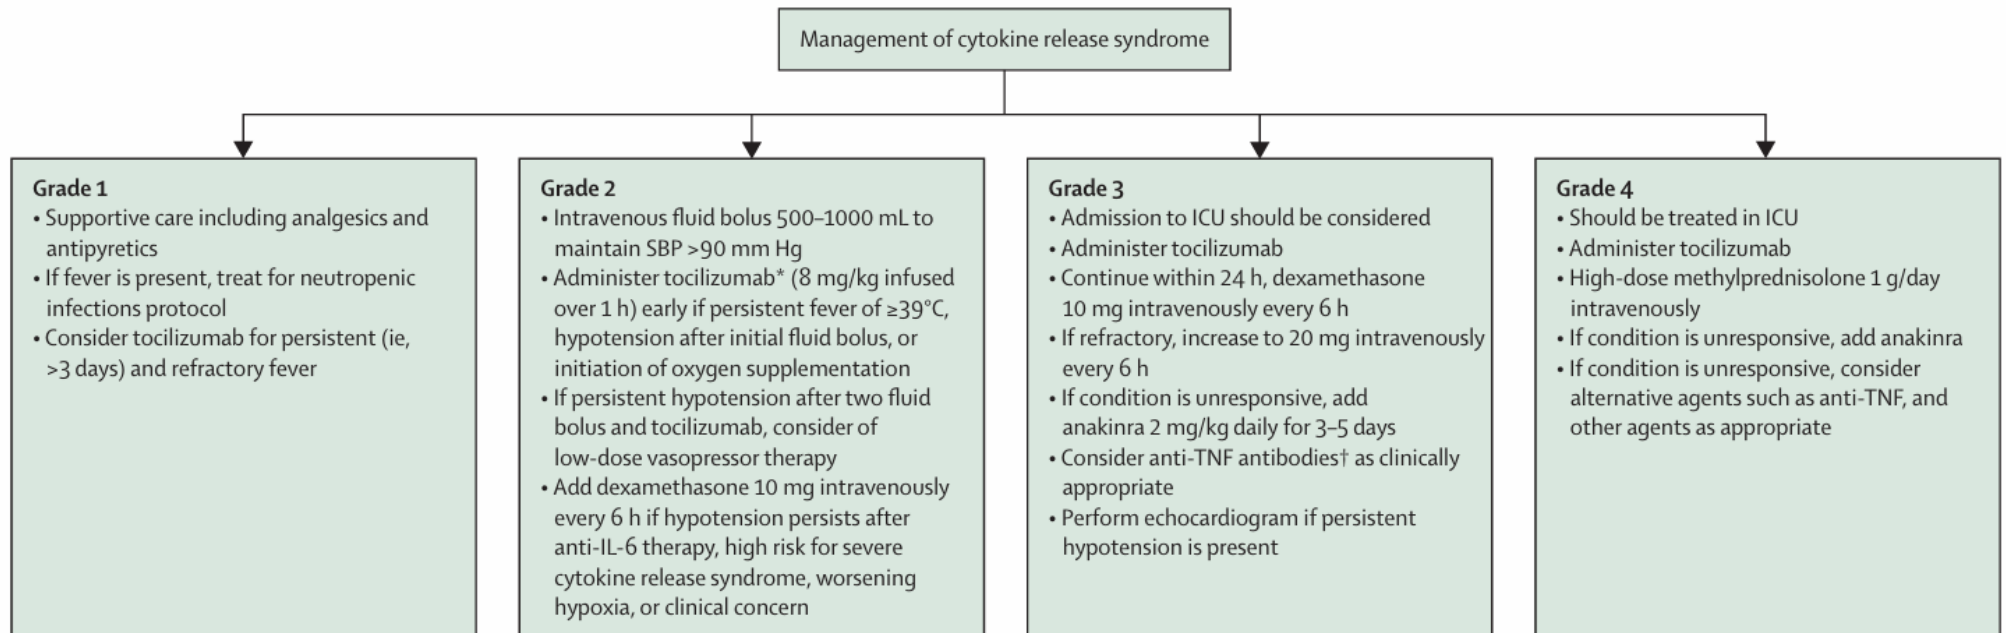 Management of cytokine release syndrome
Grade 1
• Supportive care including analgesics and
antipyretics
• If fever is present, treat for neutropenic
infections protocol
• Consider tocilizumab for persistent (ie,
>3 days) and refractory fever
Grade 2
• Intravenous fluid bolus 500–1000 mL to
maintain SBP >90 mm Hg
• Administer tocilizumab* (8 mg/kg infused
over 1 h) early if persistent fever of ≥39°C,
hypotension after initial fluid bolus, or
initiation of oxygen supplementation
• If persistent hypotension after two fluid
bolus and tocilizumab, consider of
low-dose vasopressor therapy
• Add dexamethasone 10 mg intravenously
every 6 h if hypotension persists after
anti-IL-6 therapy, high risk for severe
cytokine release syndrome, worsening
hypoxia, or clinical concern
Grade 3
• Admission to ICU should be considered
• Administer tocilizumab
• Continue within 24 h, dexamethasone
10 mg intravenously every 6 h
• If refractory, increase to 20 mg intravenously
every 6 h
• If condition is unresponsive, add
anakinra 2 mg/kg daily for 3–5 days
• Consider anti-TNF antibodies† as clinically
appropriate
• Perform echocardiogram if persistent
hypotension is present
Grade 4
• Should be treated in ICU
• Administer tocilizumab
• High-dose methylprednisolone 1 g/day
intravenously
• If condition is unresponsive, add anakinra
• If condition is unresponsive, consider
alternative agents such as anti-TNF, and
other agents as appropriate